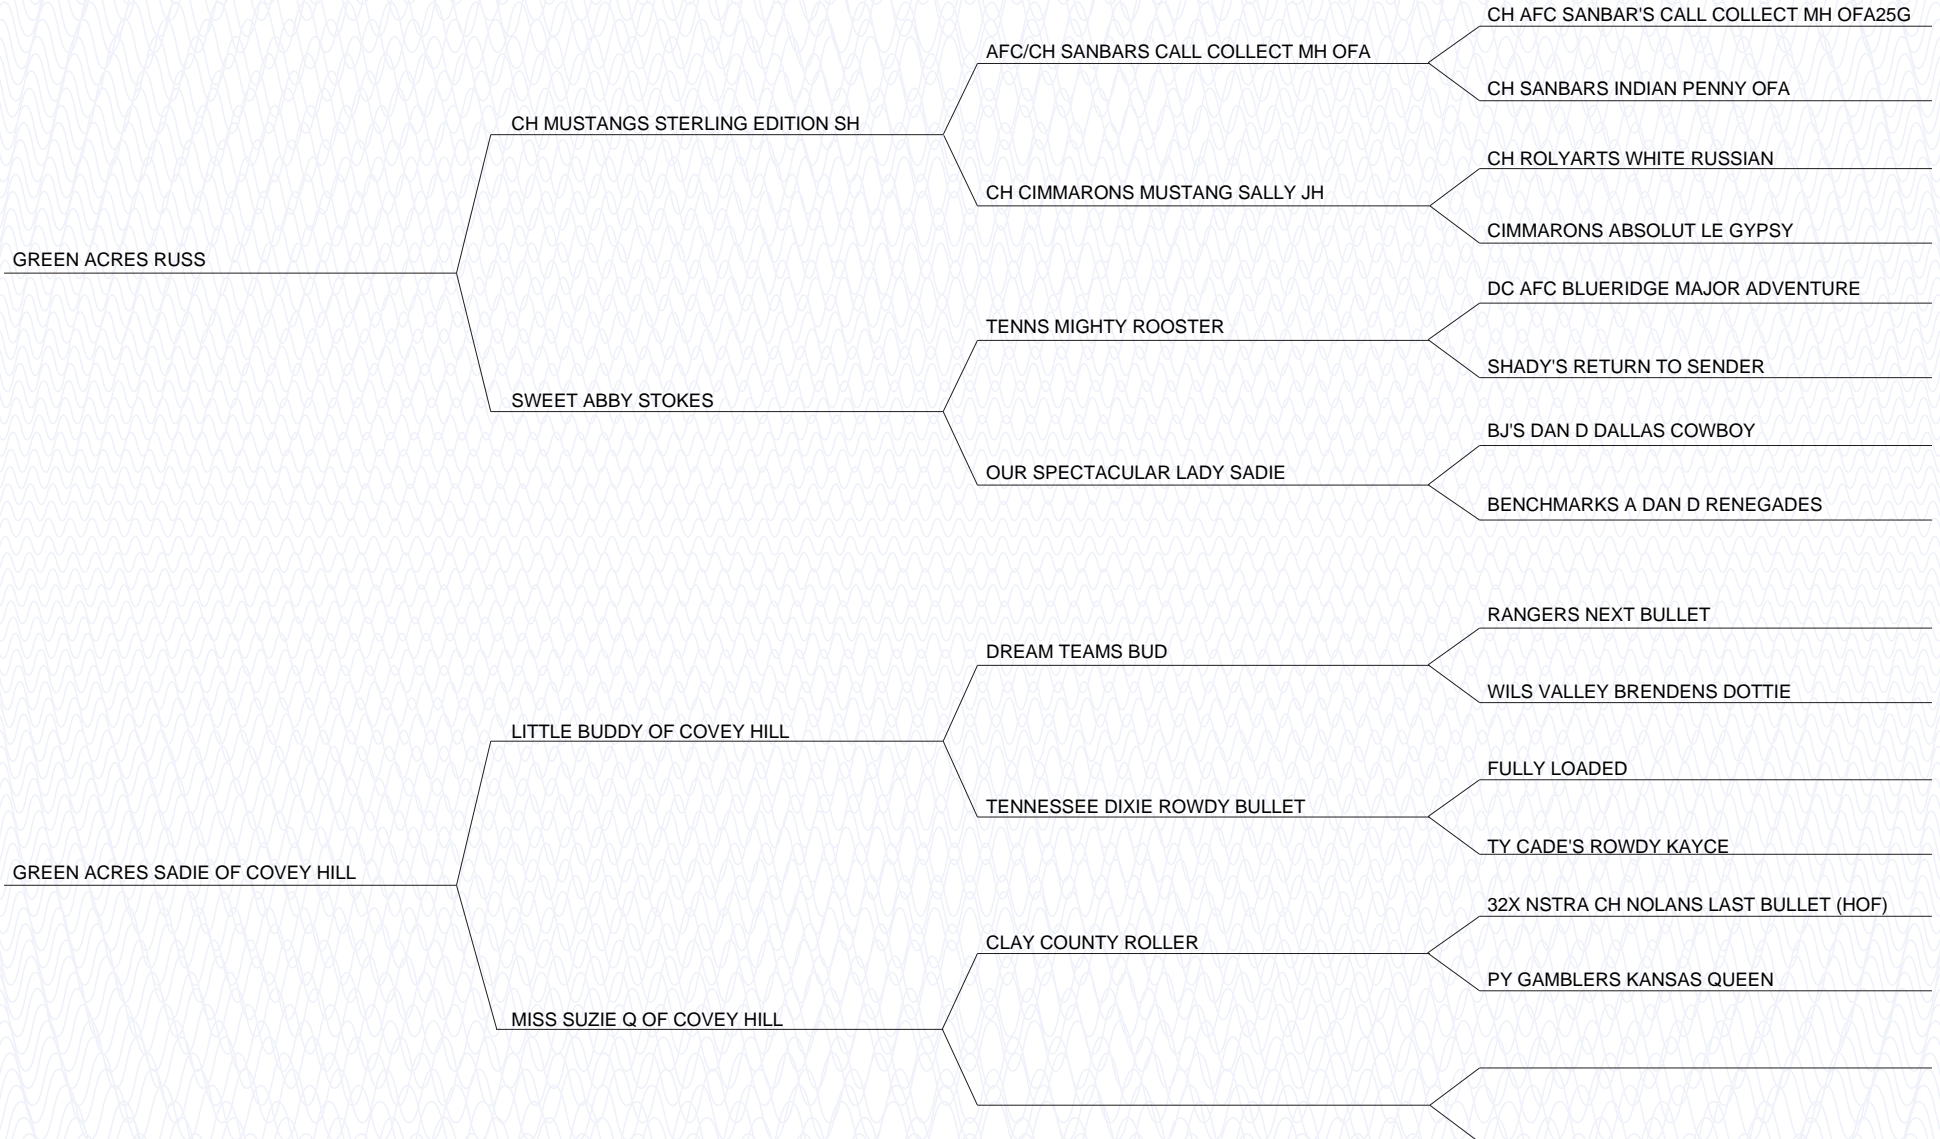 CH AFC SANBAR'S CALL COLLECT MH OFA25G
AFC/CH SANBARS CALL COLLECT MH OFA
CH SANBARS INDIAN PENNY OFA
CH MUSTANGS STERLING EDITION SH
CH ROLYARTS WHITE RUSSIAN
CH CIMMARONS MUSTANG SALLY JH
CIMMARONS ABSOLUT LE GYPSY
GREEN ACRES RUSS
DC AFC BLUERIDGE MAJOR ADVENTURE
TENNS MIGHTY ROOSTER
SHADY'S RETURN TO SENDER
SWEET ABBY STOKES
BJ'S DAN D DALLAS COWBOY
OUR SPECTACULAR LADY SADIE
BENCHMARKS A DAN D RENEGADES
RANGERS NEXT BULLET
DREAM TEAMS BUD
WILS VALLEY BRENDENS DOTTIE
LITTLE BUDDY OF COVEY HILL
FULLY LOADED
TENNESSEE DIXIE ROWDY BULLET
TY CADE'S ROWDY KAYCE
GREEN ACRES SADIE OF COVEY HILL
32X NSTRA CH NOLANS LAST BULLET (HOF)
CLAY COUNTY ROLLER
PY GAMBLERS KANSAS QUEEN
MISS SUZIE Q OF COVEY HILL